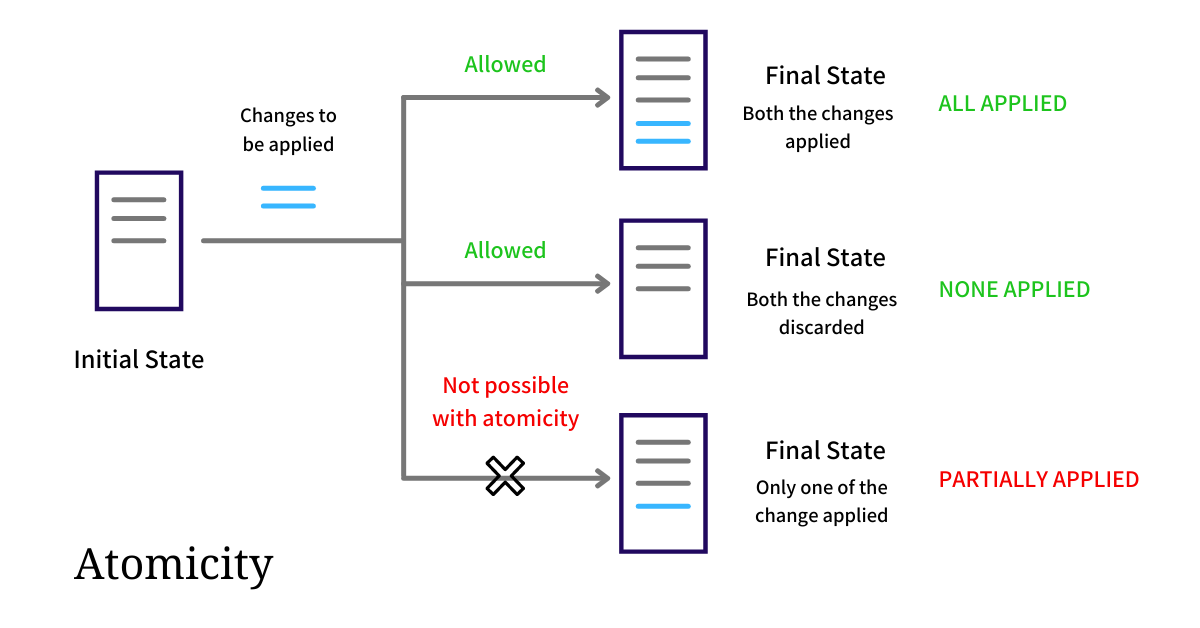 Allowed
Final State
Both the changes
applied
ALL APPLIED
Changes to
be applied
Initial State
Allowed
Final State
Both the changes
discarded
NONE APPLIED
Not possible
with atomicity
Final State
Only one of the
change applied
PARTIALLY APPLIED
Atomicity